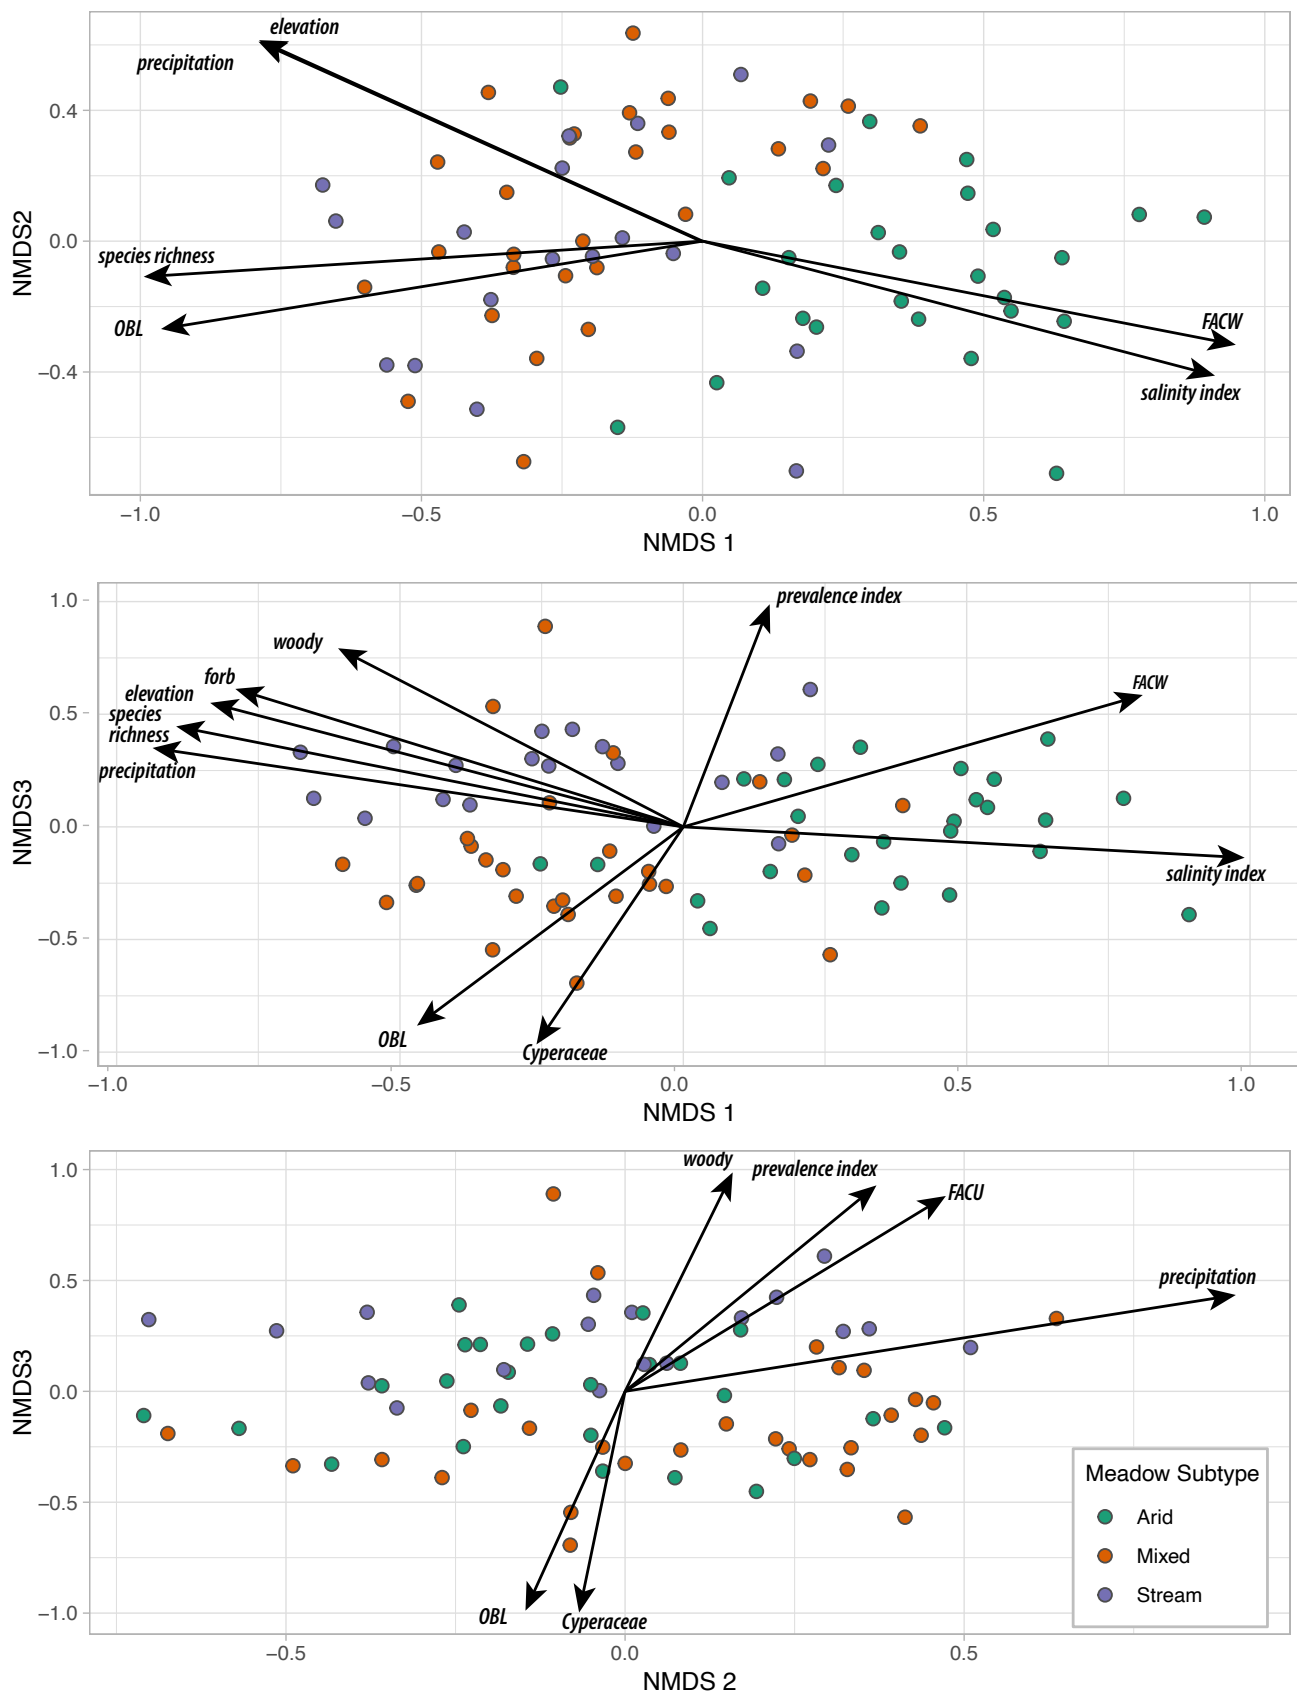 elevation
precipitation
0.4
0.0
−0.4
NMDS2
species richness
OBL
FACW
salinity index
−1.0
−0.5
0.0
0.5
1.0
NMDS 1
1.0
0.5
0.0
−0.5
−1.0
NMDS3
prevalence index
woody
forb
elevation
species
richness
precipitation
FACW
salinity index
OBL
Cyperaceae
−1.0
−0.5
0.0
0.5
1.0
NMDS 1
1.0
0.5
0.0
−0.5
−1.0
NMDS3
woody
prevalence index
FACU
precipitation
OBL
Cyperaceae
Meadow Subtype
Arid
Mixed
Stream
−0.5
0.0
0.5
NMDS 2